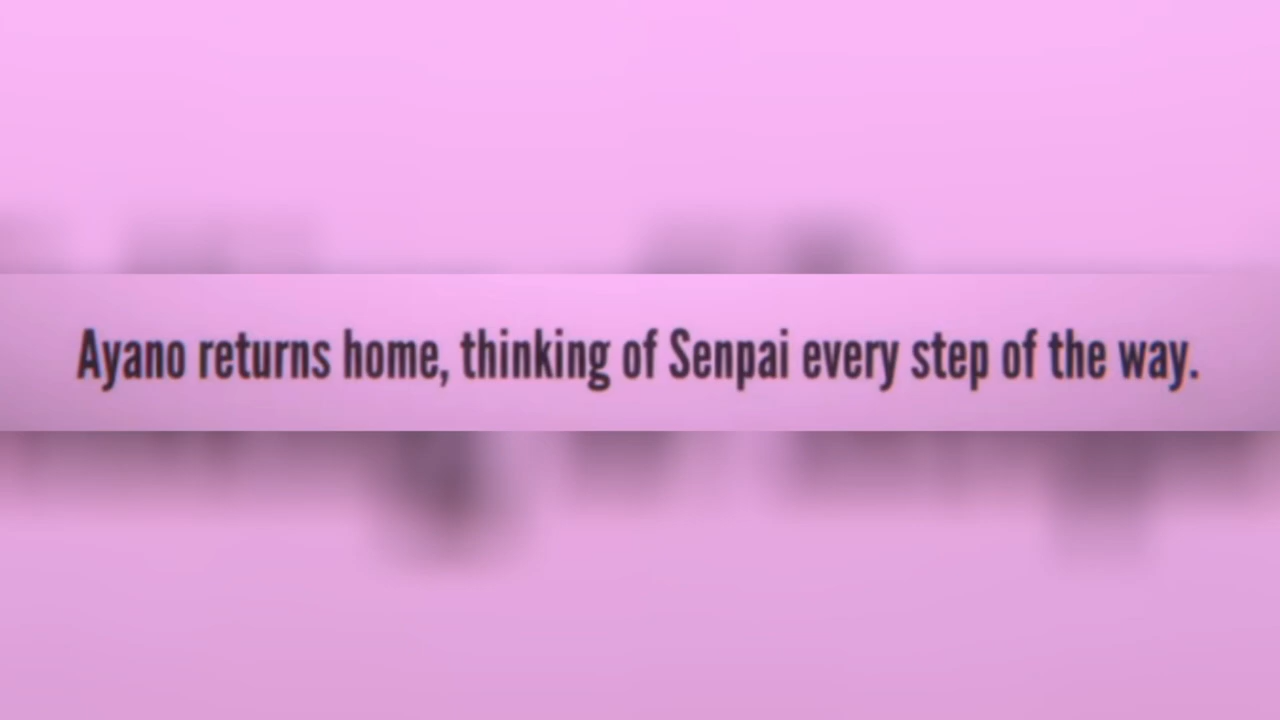 Ayano returns home, thinking of Senpai every step of the way.